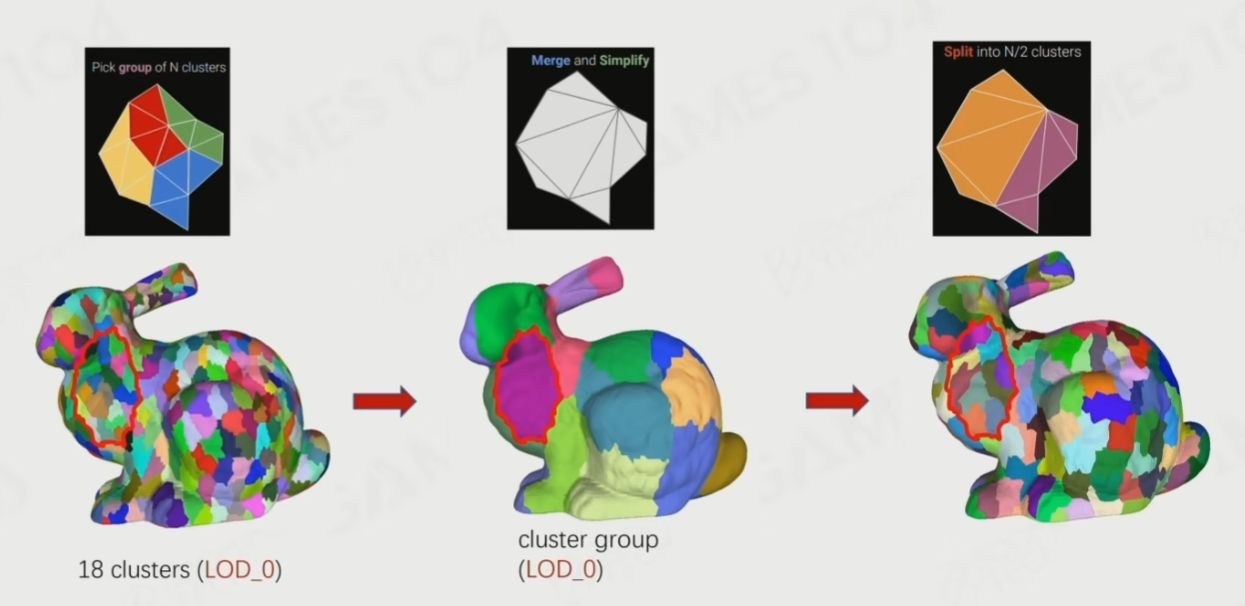 Pick group of N clusters
Merge and Simplify
Split into N/2 clusters
18 clusters (LOD_0)
cluster group
(LOD_0)